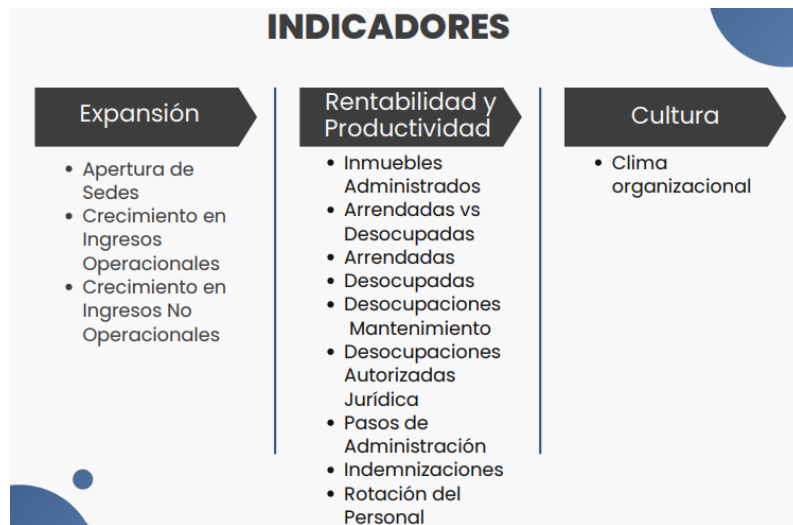 INDICADORES
Expansión
• Apertura de
Sedes
• Crecimiento en
Ingresos
Operacionales
• Crecimiento en
Ingresos No
Operacionales
Rentabilidad y
Productividad
• Inmuebles
Administrados
• Arrendadas vs
Desocupadas
• Arrendadas
• Desocupadas
• Desocupaciones
Mantenimiento
• Desocupaciones
Autorizadas
Jurídica
• Pasos de
Administración
• Indemnizaciones
• Rotación del
Personal
Cultura
• Clima
organizacional